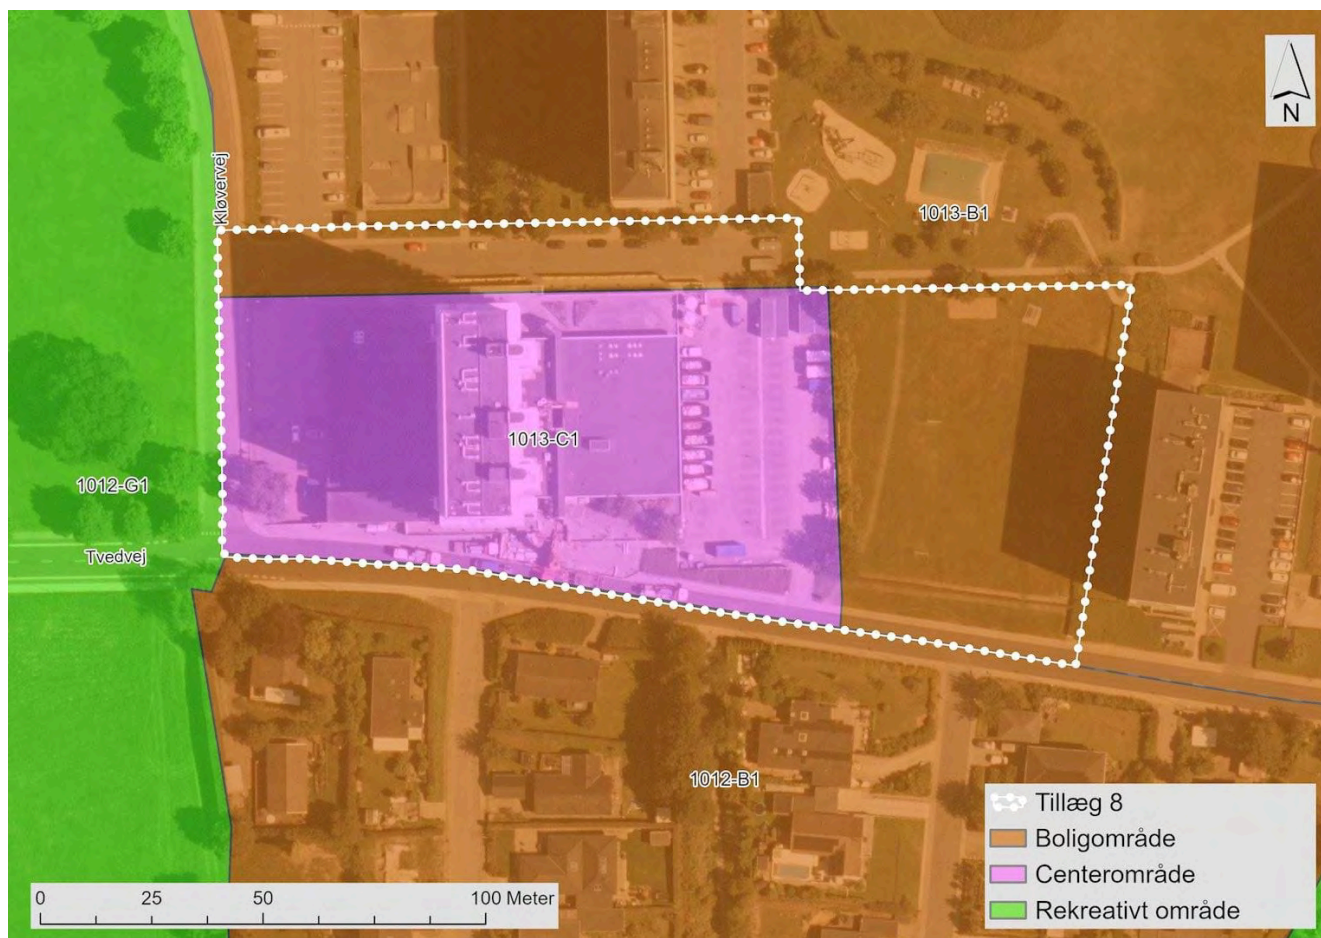 N
Kløvervej
1013-B1
1013-C1
1012-G1
Tvedvej
1012-B1
Tillæg 8
Boligområde
Centerområde
Rekreativt område
0 25 50 100 Meter